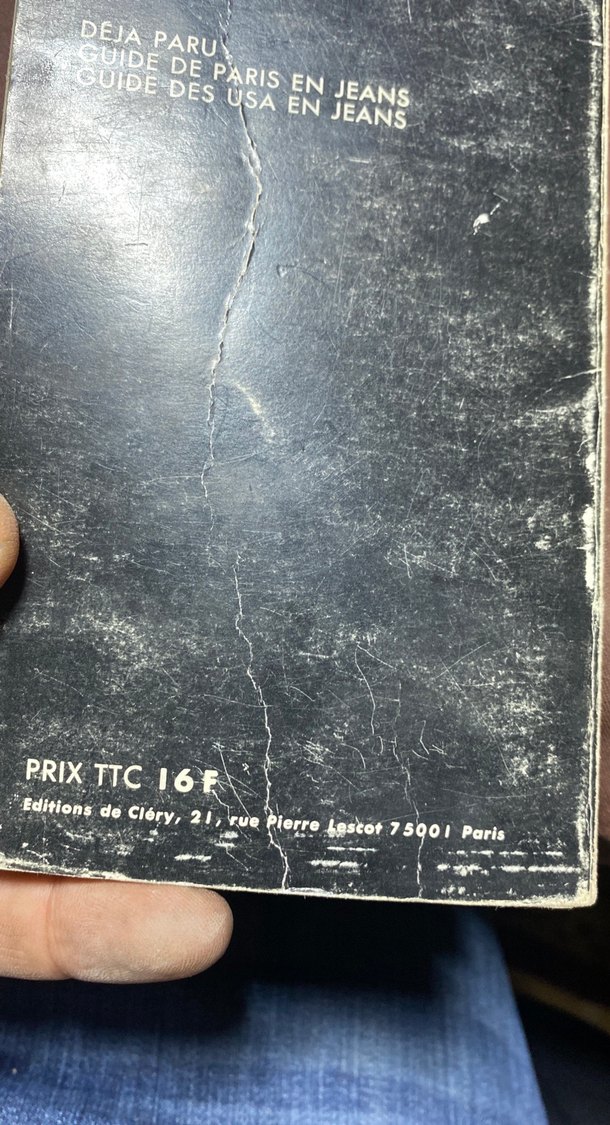 DÉJA PARU
GUIDE DE PARIS EN JEANS
GUIDE DES USA EN JEANS
PRIX TTC 16 F
Editions de Cléry, 21, rue Pierre Lescot 75001 Paris